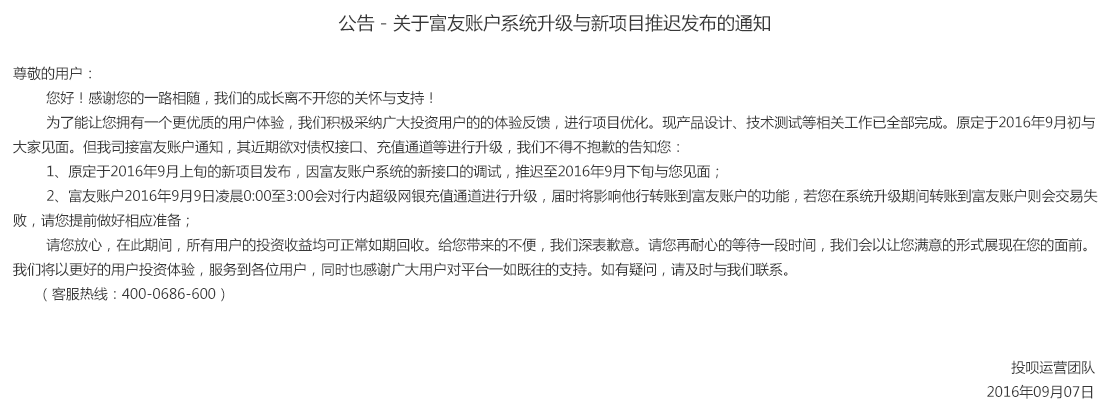 公告 - 关于富友账户系统升级与新项目推迟发布的通知
尊敬的用户：
您好！感谢您的一路相随，我们的成长离不开您的关怀与支持！
为了能让您拥有一个更优质的用户体验，我们积极采纳广大投资用户的的体验反馈，进行项目优化。现产品设计、技术测试等相关工作已全部完成。原定于2016年9月初与
大家见面。但我司接富友账户通知，其近期欲对债权接口、充值通道等进行升级，我们不得不抱歉的告知您：
1、原定于2016年9月上旬的新项目发布，因富友账户系统的新接口的调试，推迟至2016年9月下旬与您见面；
2、富友账户2016年9月9日凌晨0:00至3:00会对行内超级网银充值通道进行升级，届时将影响他行转账到富友账户的功能，若您在系统升级期间转账到富友账户则会交易失
败，请您提前做好相应准备；
请您放心，在此期间，所有用户的投资收益均可正常如期回收。给您带来的不便，我们深表歉意。请您再耐心的等待一段时间，我们会以让您满意的形式展现在您的面前。
我们将以更好的用户投资体验，服务到各位用户，同时也感谢广大用户对平台一如既往的支持。如有疑问，请及时与我们联系。
（客服热线：400-0686-600）
投呗运营团队
2016年09月07日